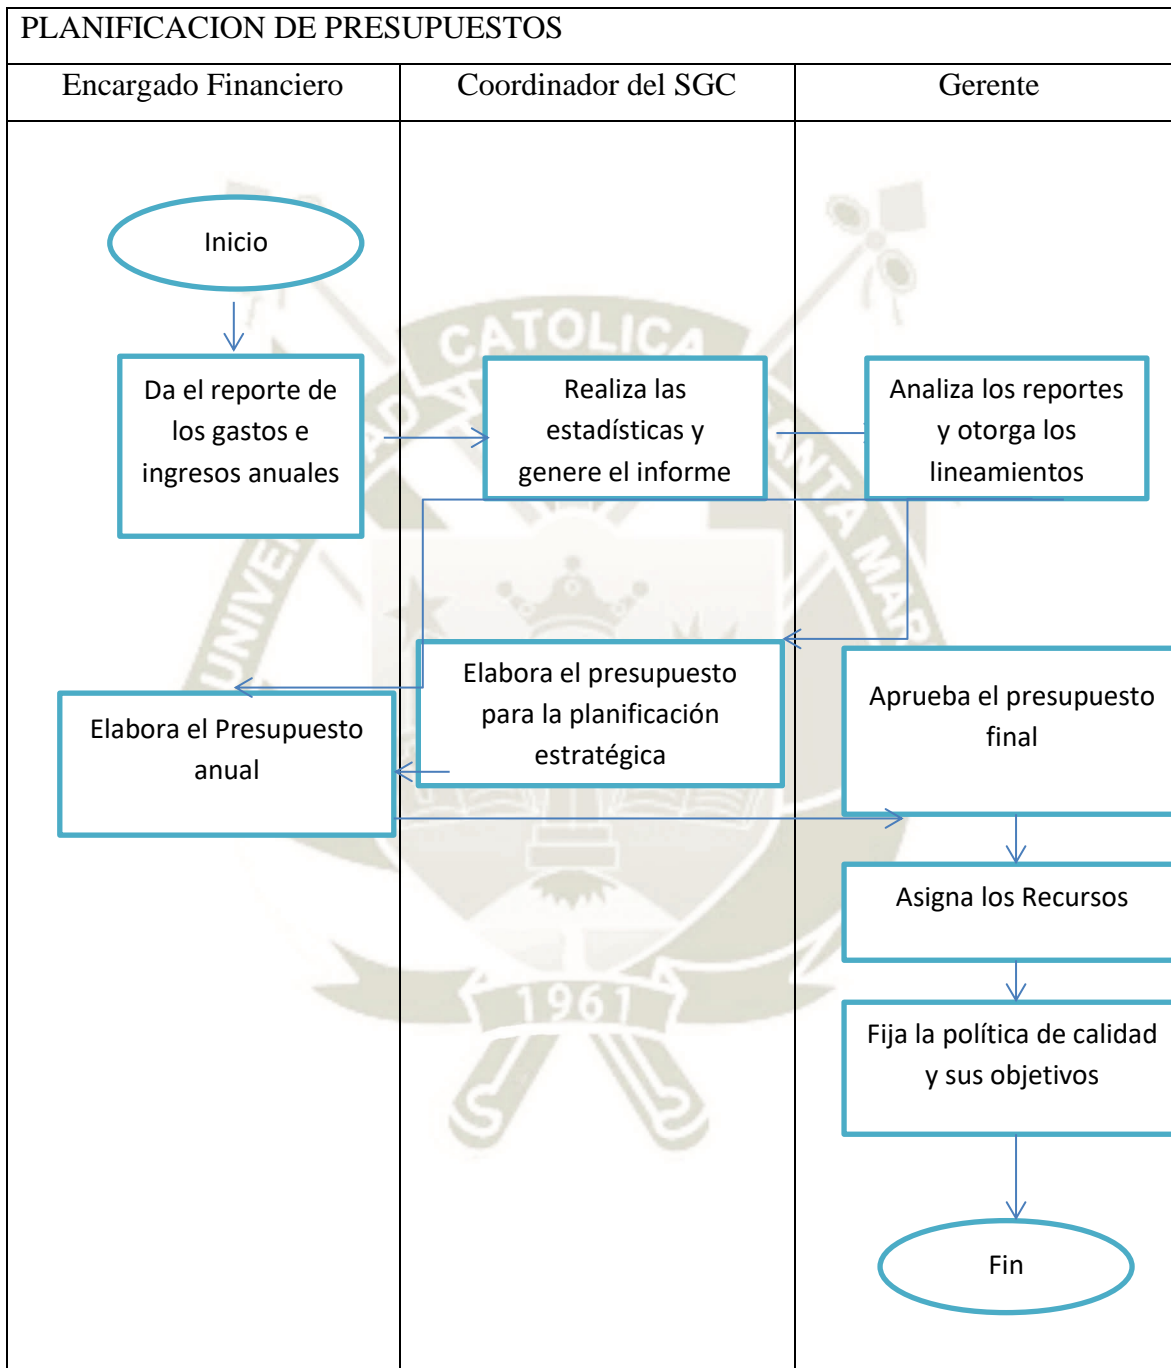 PLANIFICACION DE PRESUPUESTOS
Encargado Financiero
Coordinador del SGC
Gerente
Inicio
Da el reporte de
los gastos e
ingresos anuales
Realiza las
estadísticas y
genere el informe
Analiza los reportes
y otorga los
lineamientos
Elabora el presupuesto
para la planificación
estratégica
Elabora el Presupuesto
anual
Aprueba el presupuesto
final
Asigna los Recursos
Fija la política de calidad
y sus objetivos
Fin
CATOLICA
1961